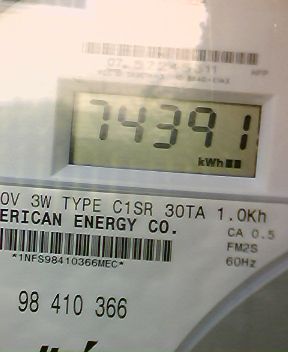 74391
kWh
0V 3W TYPE C1SR 30TA 1.0Kh
ERICAN ENERGY CO.
CA 0.5
FM2S
60Hz
*1NFS98410366MEC*
98 410 366